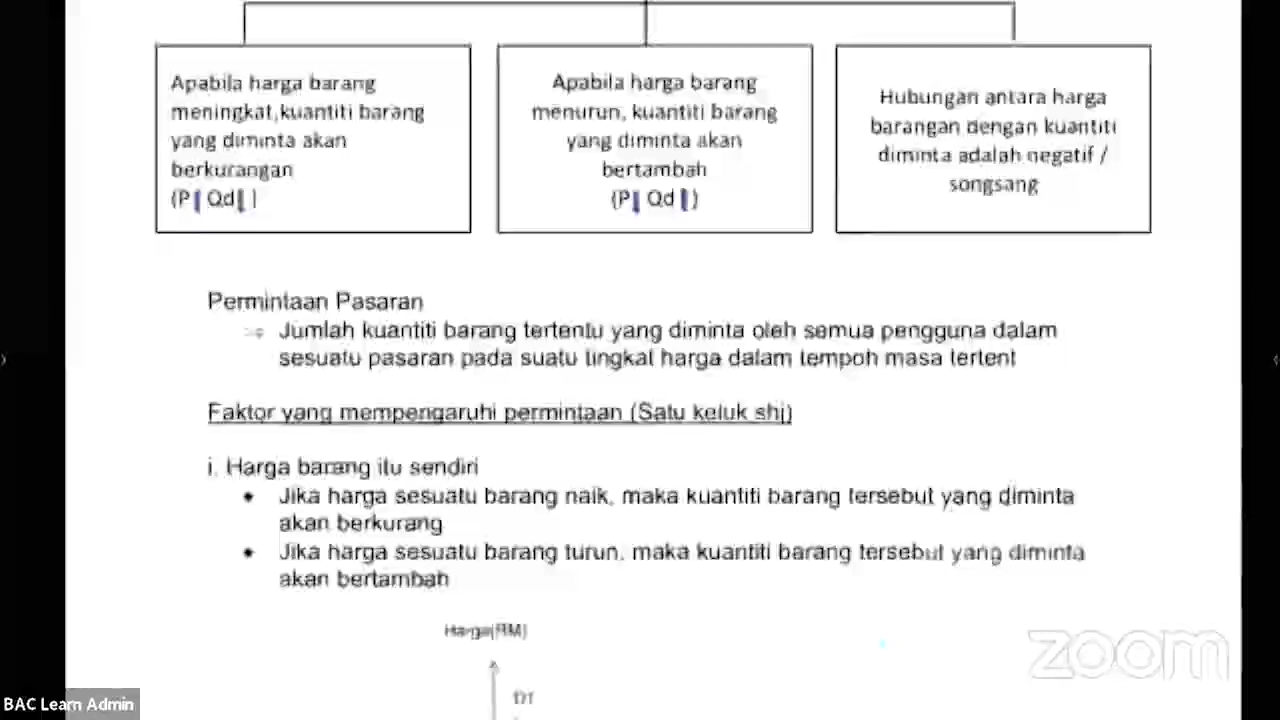 Apabila harga barang
meningkat,kuantiti barang
yang diminta akan
berkurangan
(P Qd )
Apabila harga barang
menurun, kuantiti barang
yang diminta akan
bertambah
(P Qd )
Hubungan antara harga
barangan dengan kuantiti
diminta adalah negatif /
songsang
Permintaan Pasaran
⇒ Jumlah kuantiti barang tertentu yang diminta oleh semua pengguna dalam
sesuatu pasaran pada suatu tingkat harga dalam tempoh masa tertent
Faktor yang mempengaruhi permintaan (Satu keluk shj)
i. Harga barang itu sendiri
• Jika harga sesuatu barang naik, maka kuantiti barang tersebut yang diminta
akan berkurang
• Jika harga sesuatu barang turun, maka kuantiti barang tersebut yang diminta
akan bertambah
Harga(RM)
zoom
BAC Learn Admin